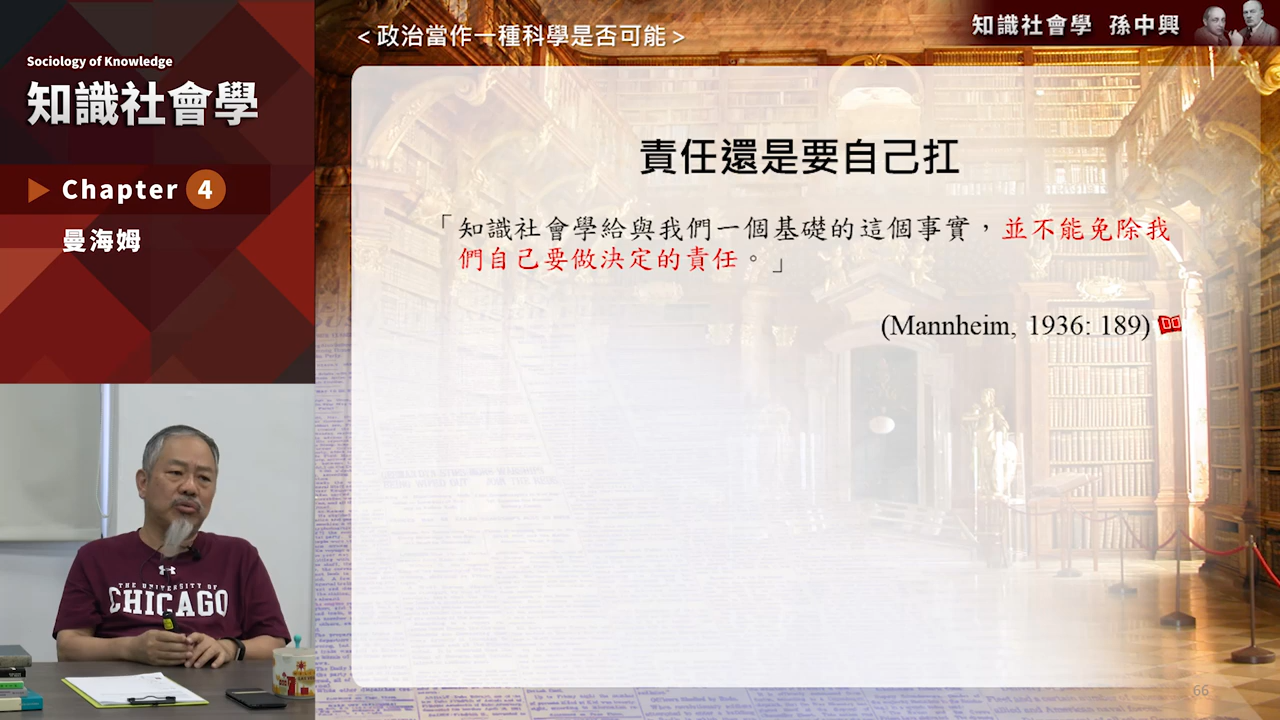 Sociology of Knowledge
知識社會學
Chapter 4
曼海姆
<政治當作一種科學是否可能>
知識社會學 孫中興
責任還是要自己扛
「知識社會學給與我們一個基礎的這個事實,並不能免除我
們自己要做決定的責任。」
(Mannheim, 1936: 189)
THE UNIVERSITY OF
CHICAGO
66